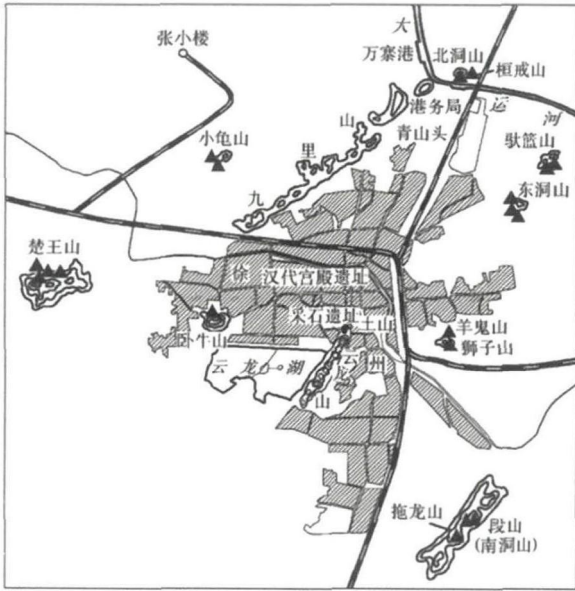 张小楼
大
万寨港
北洞山
桓戒山
港务局
运
河
小龟山
山
青山头
里
驮篮山
九
东洞山
楚王山
徐
汉代宫殿遗址
采石遗址
土山
羊鬼山
卧牛山
狮子山
云龙湖
云龙
州
山
拖龙山
段山
(南洞山)